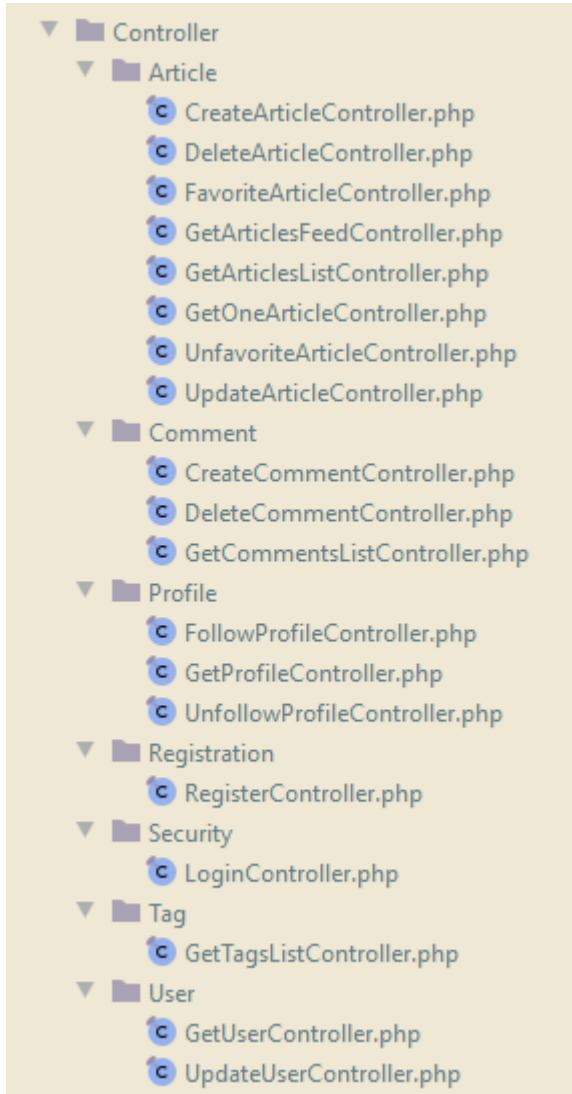 Controller
Article
C CreateArticleController.php
C DeleteArticleController.php
C FavoriteArticleController.php
C GetArticlesFeedController.php
C GetArticlesListController.php
C GetOneArticleController.php
C UnfavoriteArticleController.php
C UpdateArticleController.php
Comment
C CreateCommentController.php
C DeleteCommentController.php
C GetCommentsListController.php
Profile
C FollowProfileController.php
C GetProfileController.php
C UnfollowProfileController.php
Registration
C RegisterController.php
Security
C LoginController.php
Tag
C GetTagsListController.php
User
C GetUserController.php
C UpdateUserController.php